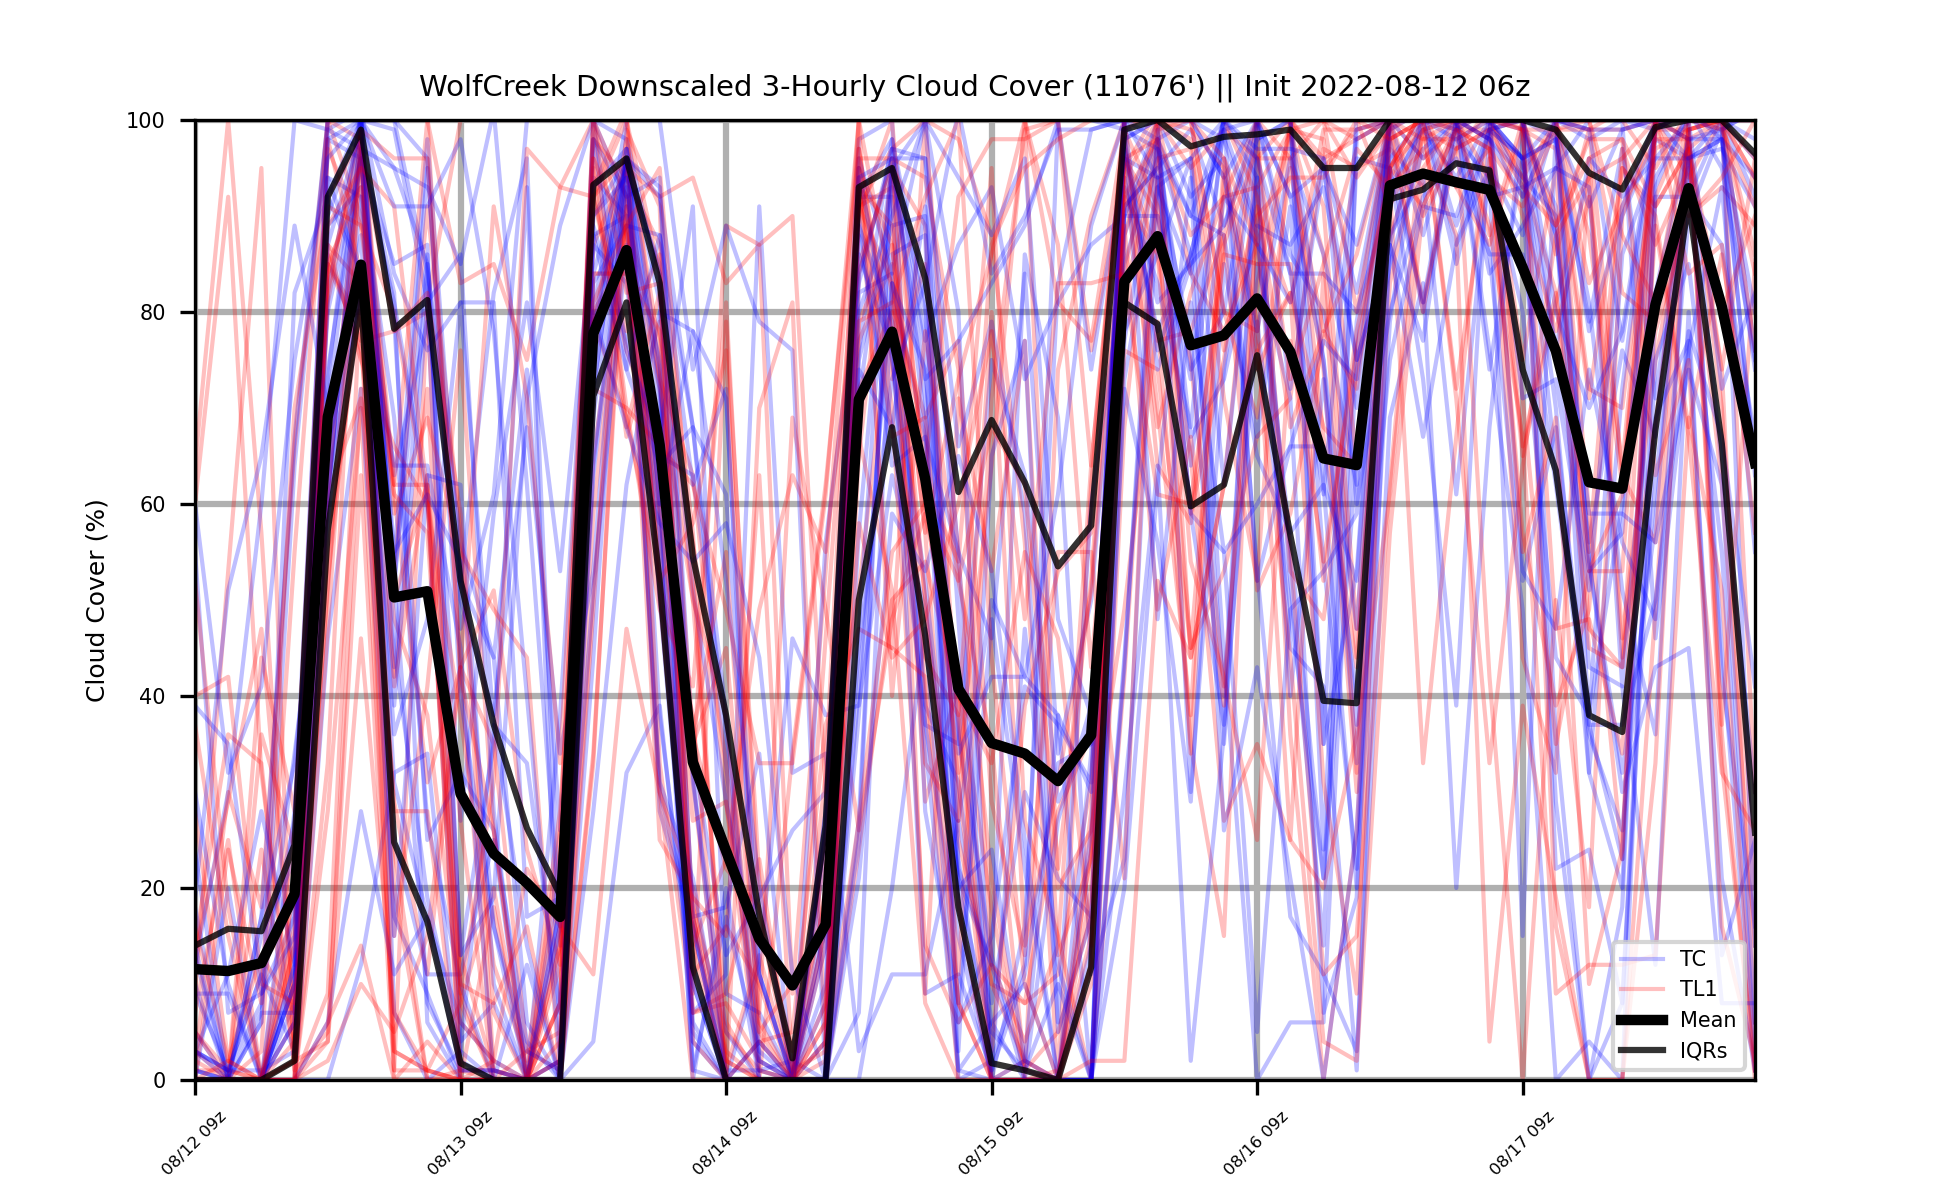 WolfCreek Downscaled 3-Hourly Cloud Cover (11076') || Init 2022-08-12 06z
Cloud Cover (%)
100
80
60
40
20
0
08/12 09z
08/13 09z
08/14 09z
08/15 09z
08/16 09z
08/17 09z
TC
TL1
Mean
IQRs